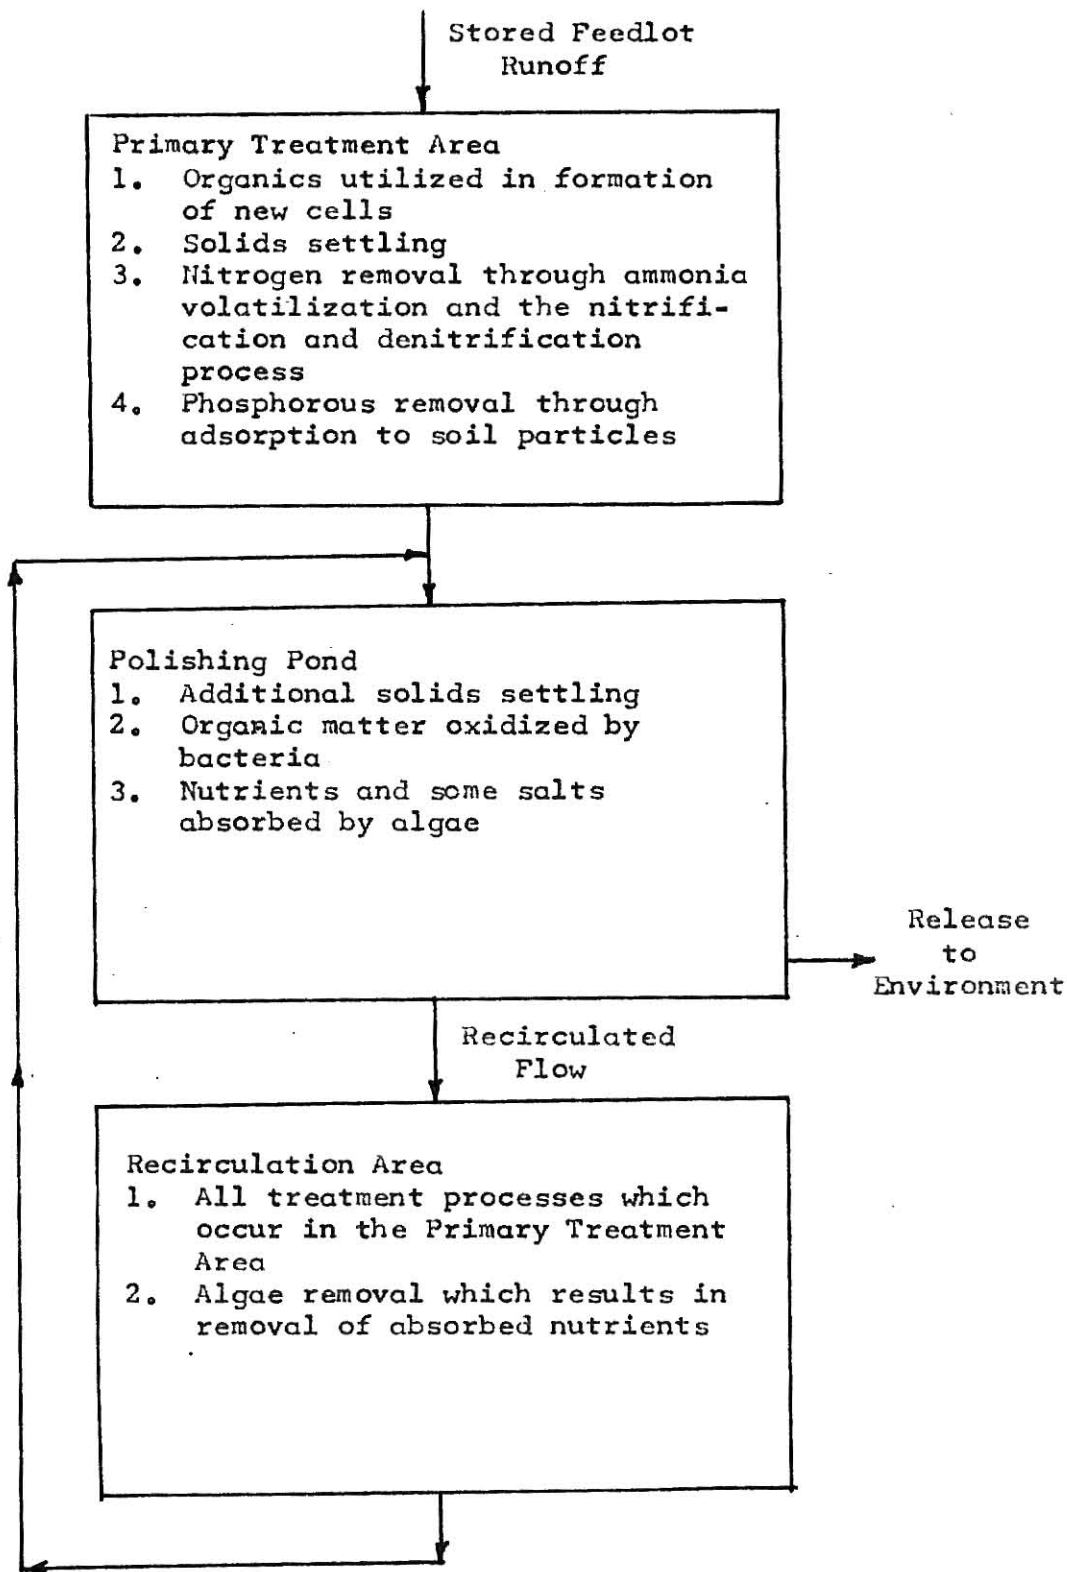 Stored Feedlot
Runoff
Primary Treatment Area
1. Organics utilized in formation
of new cells
2. Solids settling
3. Nitrogen removal through ammonia
volatilization and the nitrifi-
cation and denitrification
process
4. Phosphorous removal through
adsorption to soil particles
Polishing Pond
1. Additional solids settling
2. Organic matter oxidized by
bacteria
3. Nutrients and some salts
absorbed by algae
Release
to
Environment
Recirculated
Flow
Recirculation Area
1. All treatment processes which
occur in the Primary Treatment
Area
2. Algae removal which results in
removal of absorbed nutrients